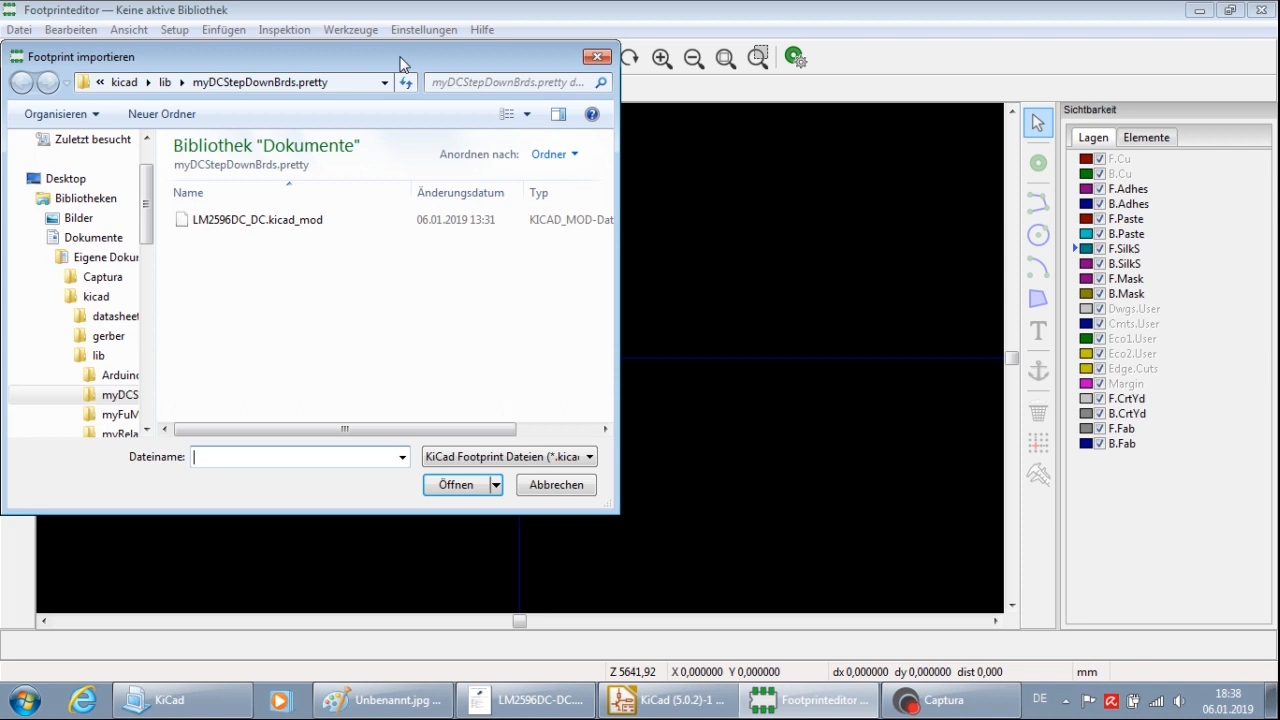 Footprinteditor — Keine aktive Bibliothek
Datei Bearbeiten Ansicht Setup Einfügen Inspektion Werkzeuge Einstellungen Hilfe
Footprint importieren
« kicad lib myDCStepDownBrds.pretty
myDCStepDownBrds.pretty d...
Organisieren Neuer Ordner
Zuletzt besucht
Desktop
Bibliotheken
Bilder
Dokumente
Eigene Dokur
Captura
kicad
datasheet
gerber
lib
Arduino
myDCS
myFuM
myRela
Bibliothek "Dokumente"
myDCStepDownBrds.pretty
Anordnen nach: Ordner
Name Änderungsdatum Typ
LM2596DC_DC.kicad_mod 06.01.2019 13:31 KICAD_MOD-Dat
Dateiname: KiCad Footprint Dateien (*.kicad
Öffnen Abbrechen
Sichtbarkeit
Lagen Elemente
F.Cu
B.Cu
F.Adhes
B.Adhes
F.Paste
B.Paste
F.SilkS
B.SilkS
F.Mask
B.Mask
Dwgs.User
Cmts.User
Eco1.User
Eco2.User
Edge.Cuts
Margin
F.CrtYd
B.CrtYd
F.Fab
B.Fab
Z 5641,92 X 0,000000 Y 0,000000 dx 0,000000 dy 0,000000 dist 0,000 mm
KiCad Unbenannt.jpg ... LM2596DC-DC.... KiCad (5.0.2)-1 ... Footprinteditor ... Captura DE 18:38
06.01.2019